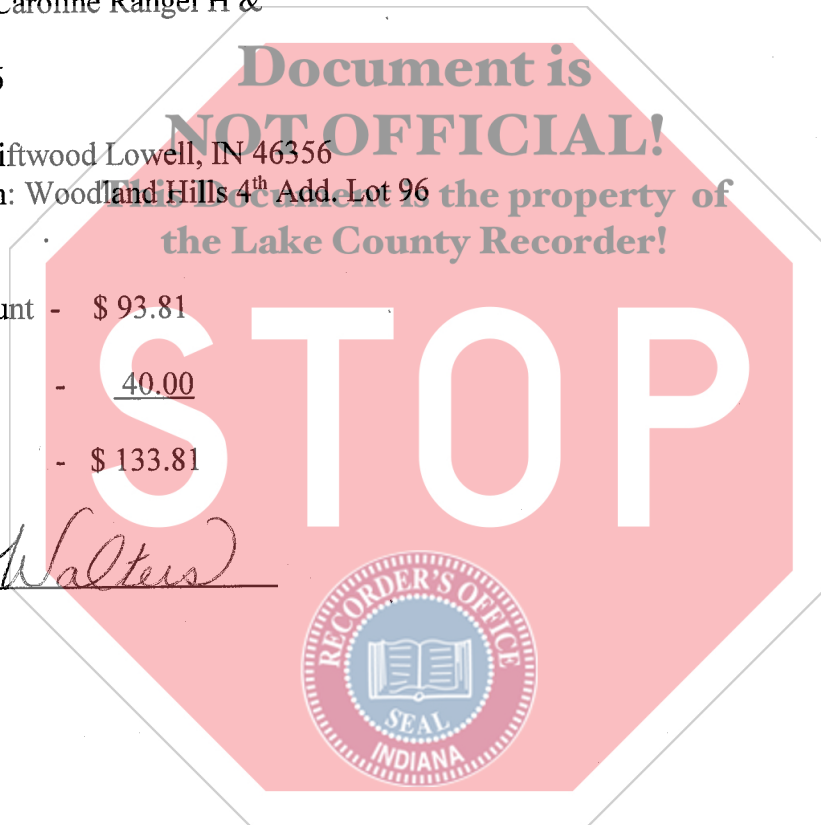 Caroline Rangel H &
Document is
NOT OFFICIAL!
iftwood Lowell, IN 46356
n: Woodland Hills 4th Add. Lot 96
This Document is the property of
the Lake County Recorder!
unt - $ 93.81
- 40.00
- $ 133.81
STOP
Walters
RECORDER'S OFFICE
SEAL
INDIANA